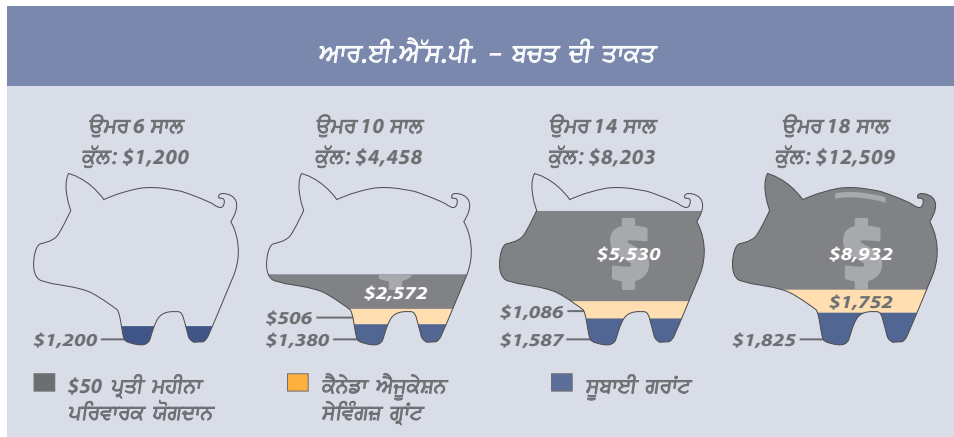 ਆਰ.ਈ.ਐੱਸ.ਪੀ. – ਬਚਤ ਦੀ ਤਾਕਤ
ਉਮਰ 6 ਸਾਲ
ਕੁੱਲ: $1,200
$1,200
ਉਮਰ 10 ਸਾਲ
ਕੁੱਲ: $4,458
$2,572
$506
$1,380
ਉਮਰ 14 ਸਾਲ
ਕੁੱਲ: $8,203
$5,530
$1,086
$1,587
ਉਮਰ 18 ਸਾਲ
ਕੁੱਲ: $12,509
$8,932
$1,752
$1,825
$50 ਪ੍ਰਤੀ ਮਹੀਨਾ
ਪਰਿਵਾਰਕ ਯੋਗਦਾਨ
ਕੈਨੇਡਾ ਐਜੂਕੇਸ਼ਨ
ਸੇਵਿੰਗਜ਼ ਗ੍ਰਾਂਟ
ਸੂਬਾਈ ਗਰਾਂਟ